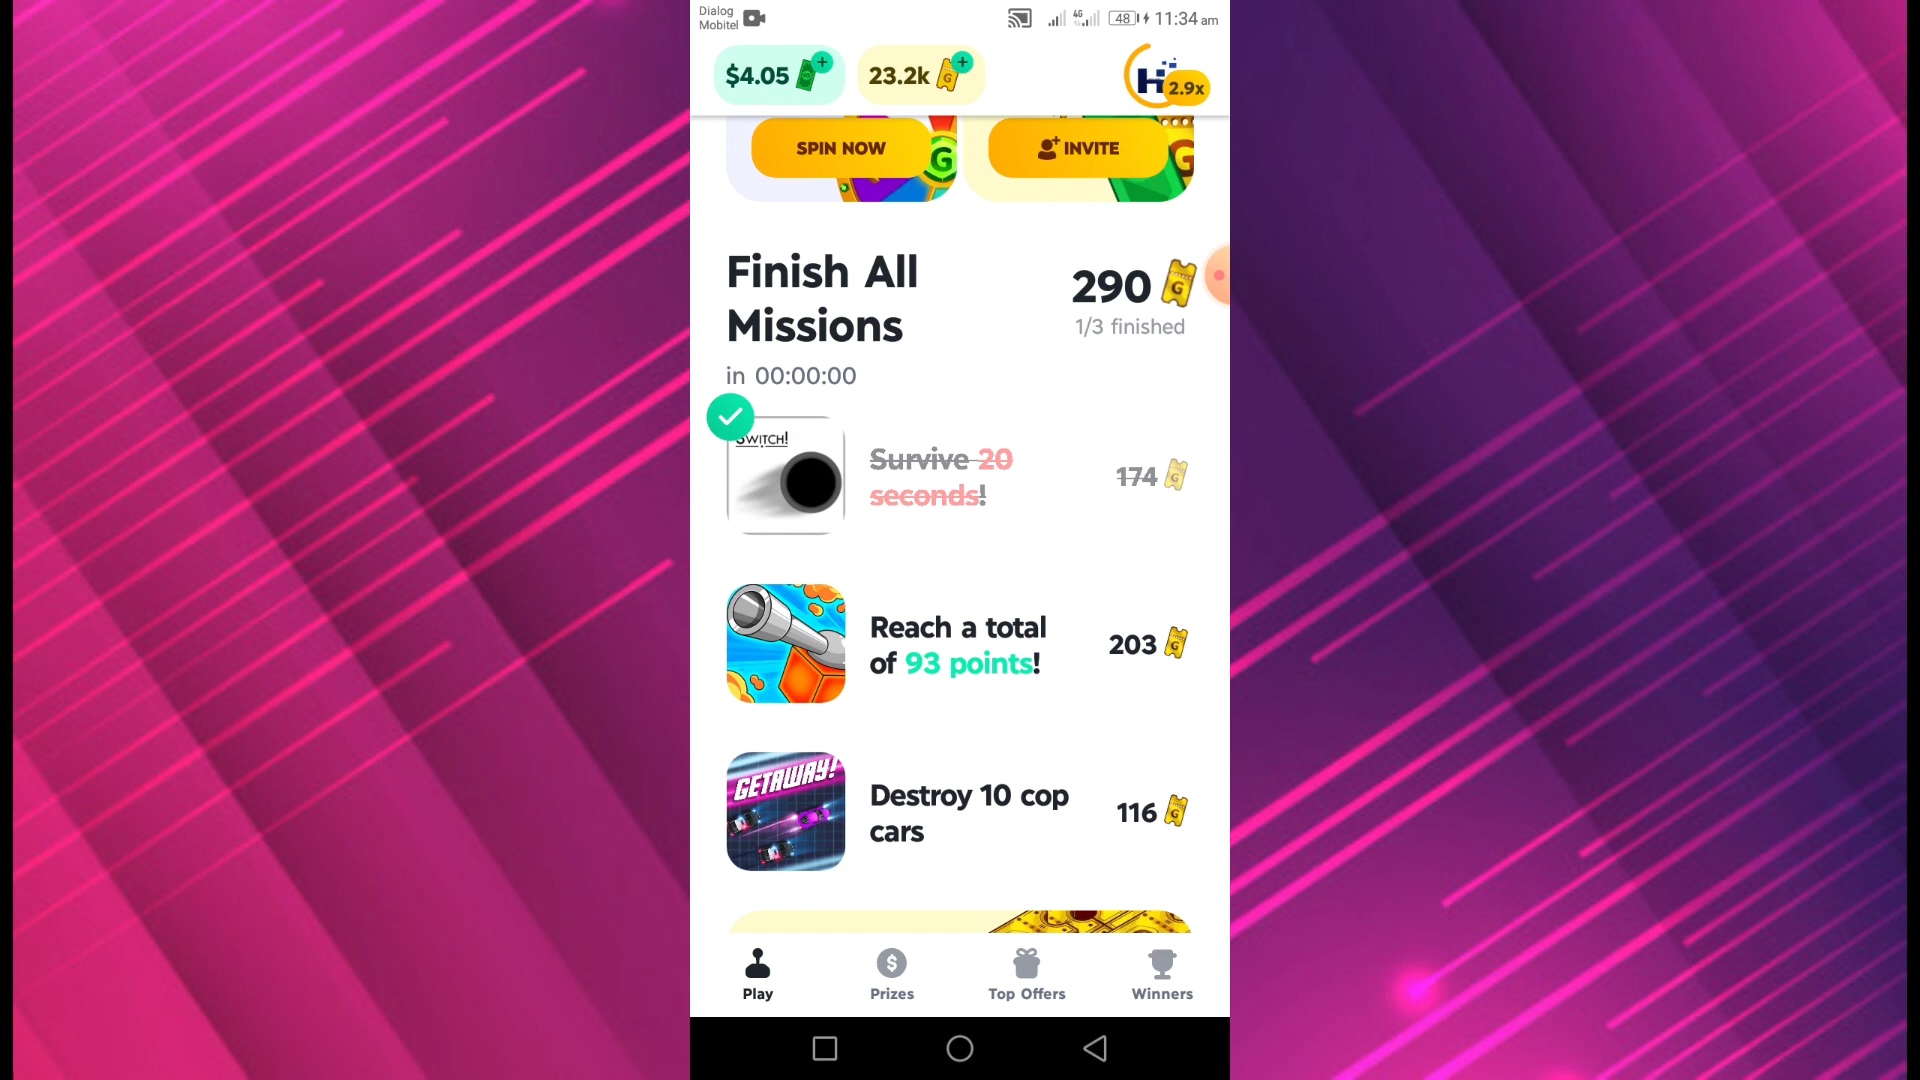 Dialog
Mobitel
4G
48
11:34 am
$4.05
23.2k
G
H
2.9x
SPIN NOW
G
INVITE
G
Finish All
Missions
290
G
1/3 finished
in 00:00:00
SWITCH!
Survive 20
seconds!
174
G
Reach a total
of 93 points!
203
G
GETAWAY!
Destroy 10 cop
cars
116
G
Play
$
Prizes
Top Offers
Winners